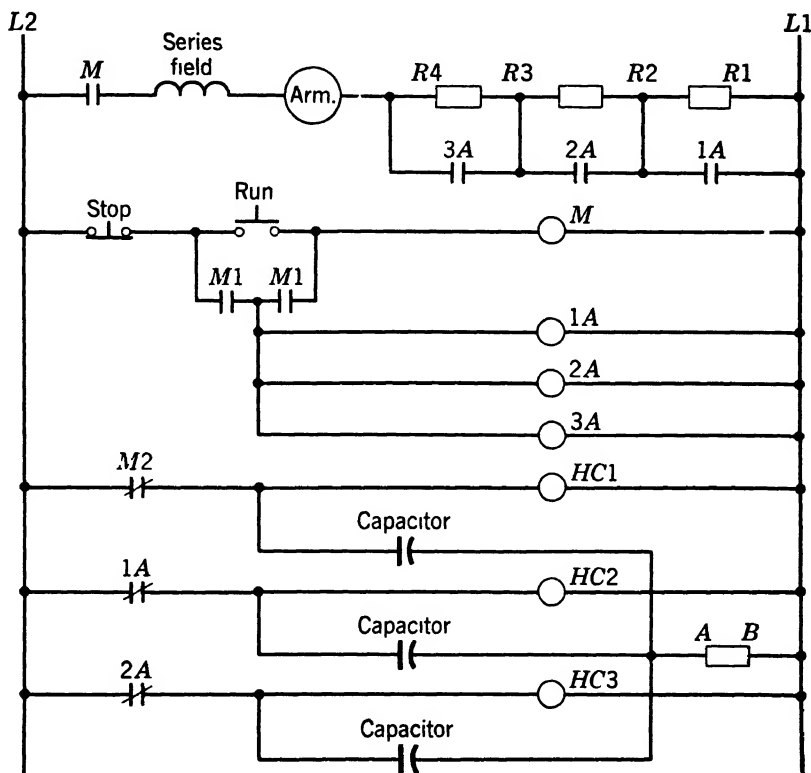 L2
L1
Series
field
M
Arm.
R4
R3
R2
R1
3A
2A
1A
Stop
Run
M
M1
M1
1A
2A
3A
M2
HC1
Capacitor
1A
HC2
Capacitor
A
B
2A
HC3
Capacitor